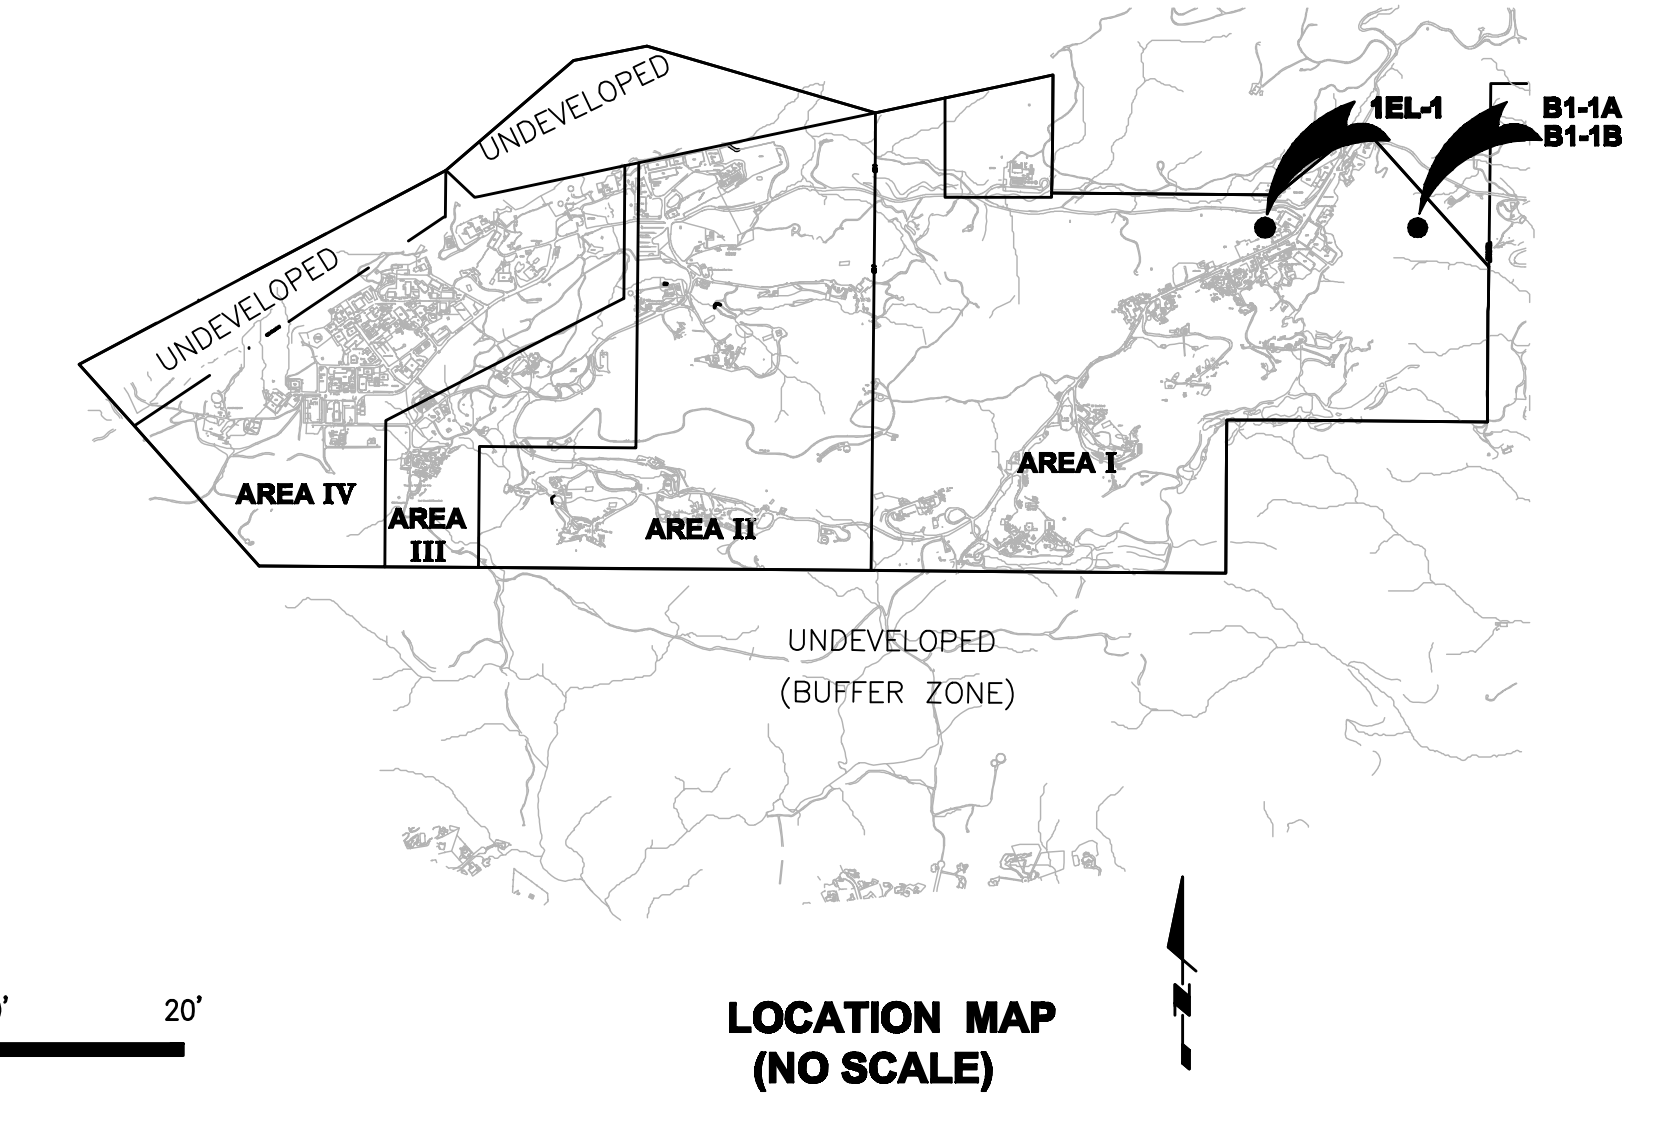 UNDEVELOPED
1EL-1
B1-1A
B1-1B
UNDEVELOPED
AREA I
AREA IV
AREA
III
AREA II
UNDEVELOPED
(BUFFER ZONE)
N
20'
LOCATION MAP
(NO SCALE)